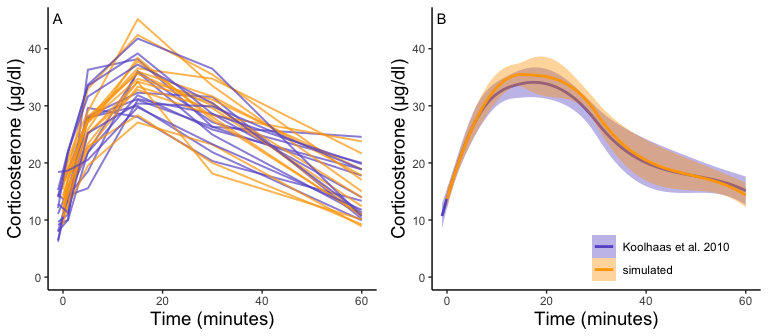 A
Corticosterone (µg/dl)
40
30
20
10
0
0
20
40
60
Time (minutes)
B
Corticosterone (µg/dl)
40
30
20
10
0
0
20
40
60
Time (minutes)
Koolhaas et al. 2010
simulated